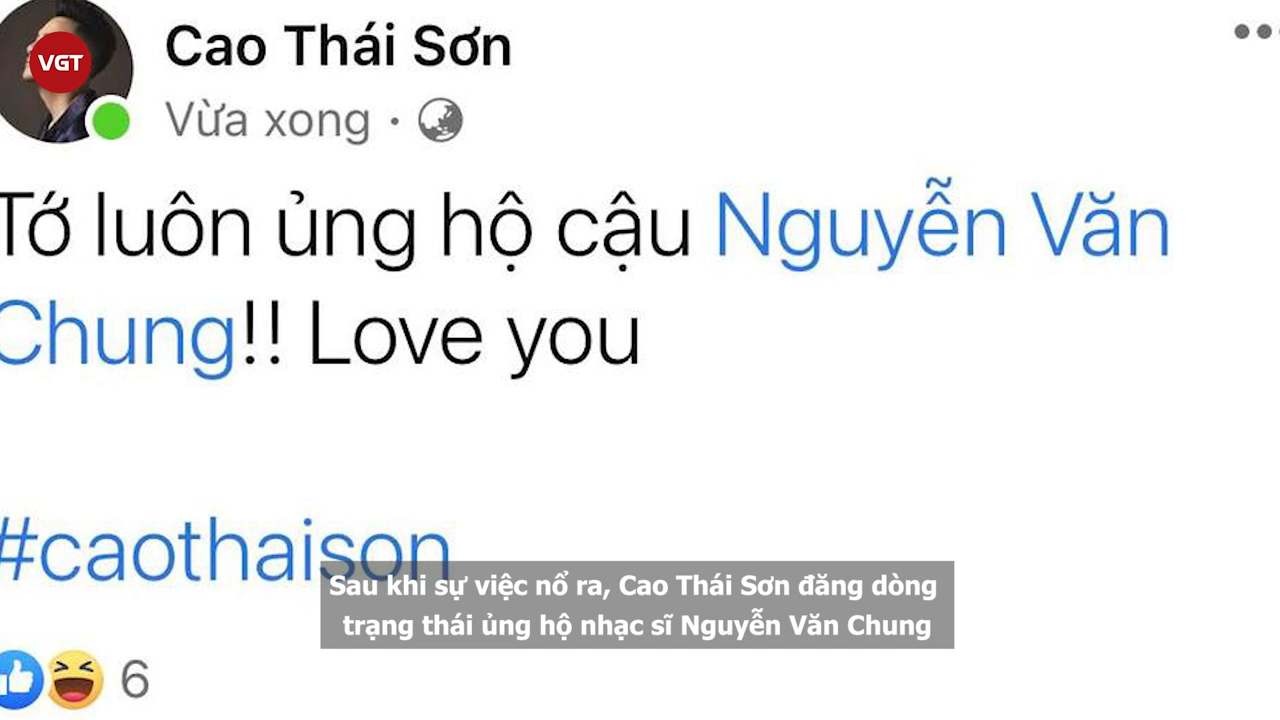 VGT
Cao Thái Sơn
Vừa xong ·
Tớ luôn ủng hộ cậu Nguyễn Văn
Chung!! Love you
#caothaison
Sau khi sự việc nổ ra, Cao Thái Sơn đăng dòng
trạng thái ủng hộ nhạc sĩ Nguyễn Văn Chung
6